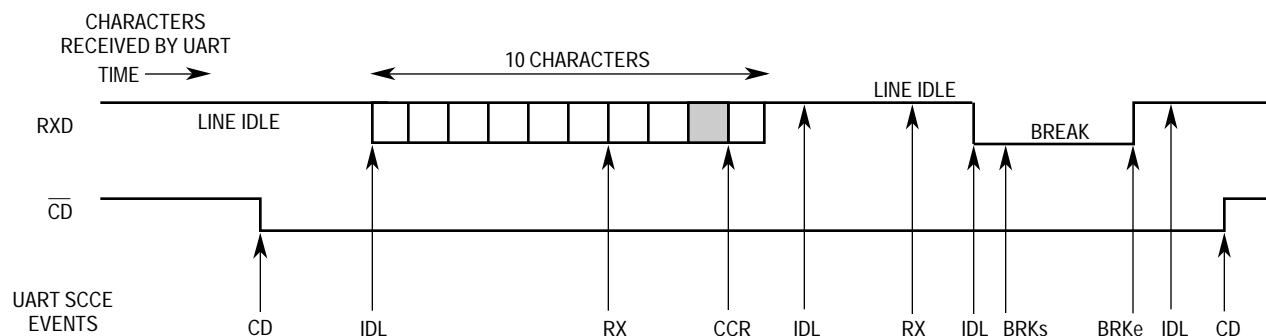 CHARACTERS
RECEIVED BY UART
TIME
10 CHARACTERS
RXD
LINE IDLE
LINE IDLE
BREAK
CD
UART SCCE
EVENTS
CD
IDL
RX
CCR
IDL
RX
IDL
BRKs
BRKe
IDL
CD